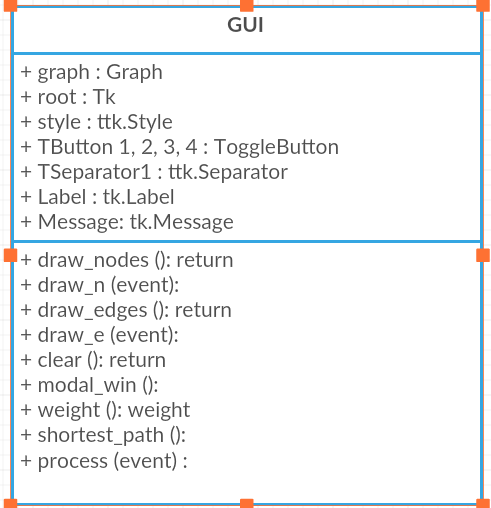 GUI
+ graph : Graph
+ root : Tk
+ style : ttk.Style
+ TButton 1, 2, 3, 4 : ToggleButton
+ TSeparator1 : ttk.Separator
+ Label : tk.Label
+ Message: tk.Message
+ draw_nodes (): return
+ draw_n (event):
+ draw_edges (): return
+ draw_e (event):
+ clear (): return
+ modal_win ():
+ weight (): weight
+ shortest_path ():
+ process (event) :